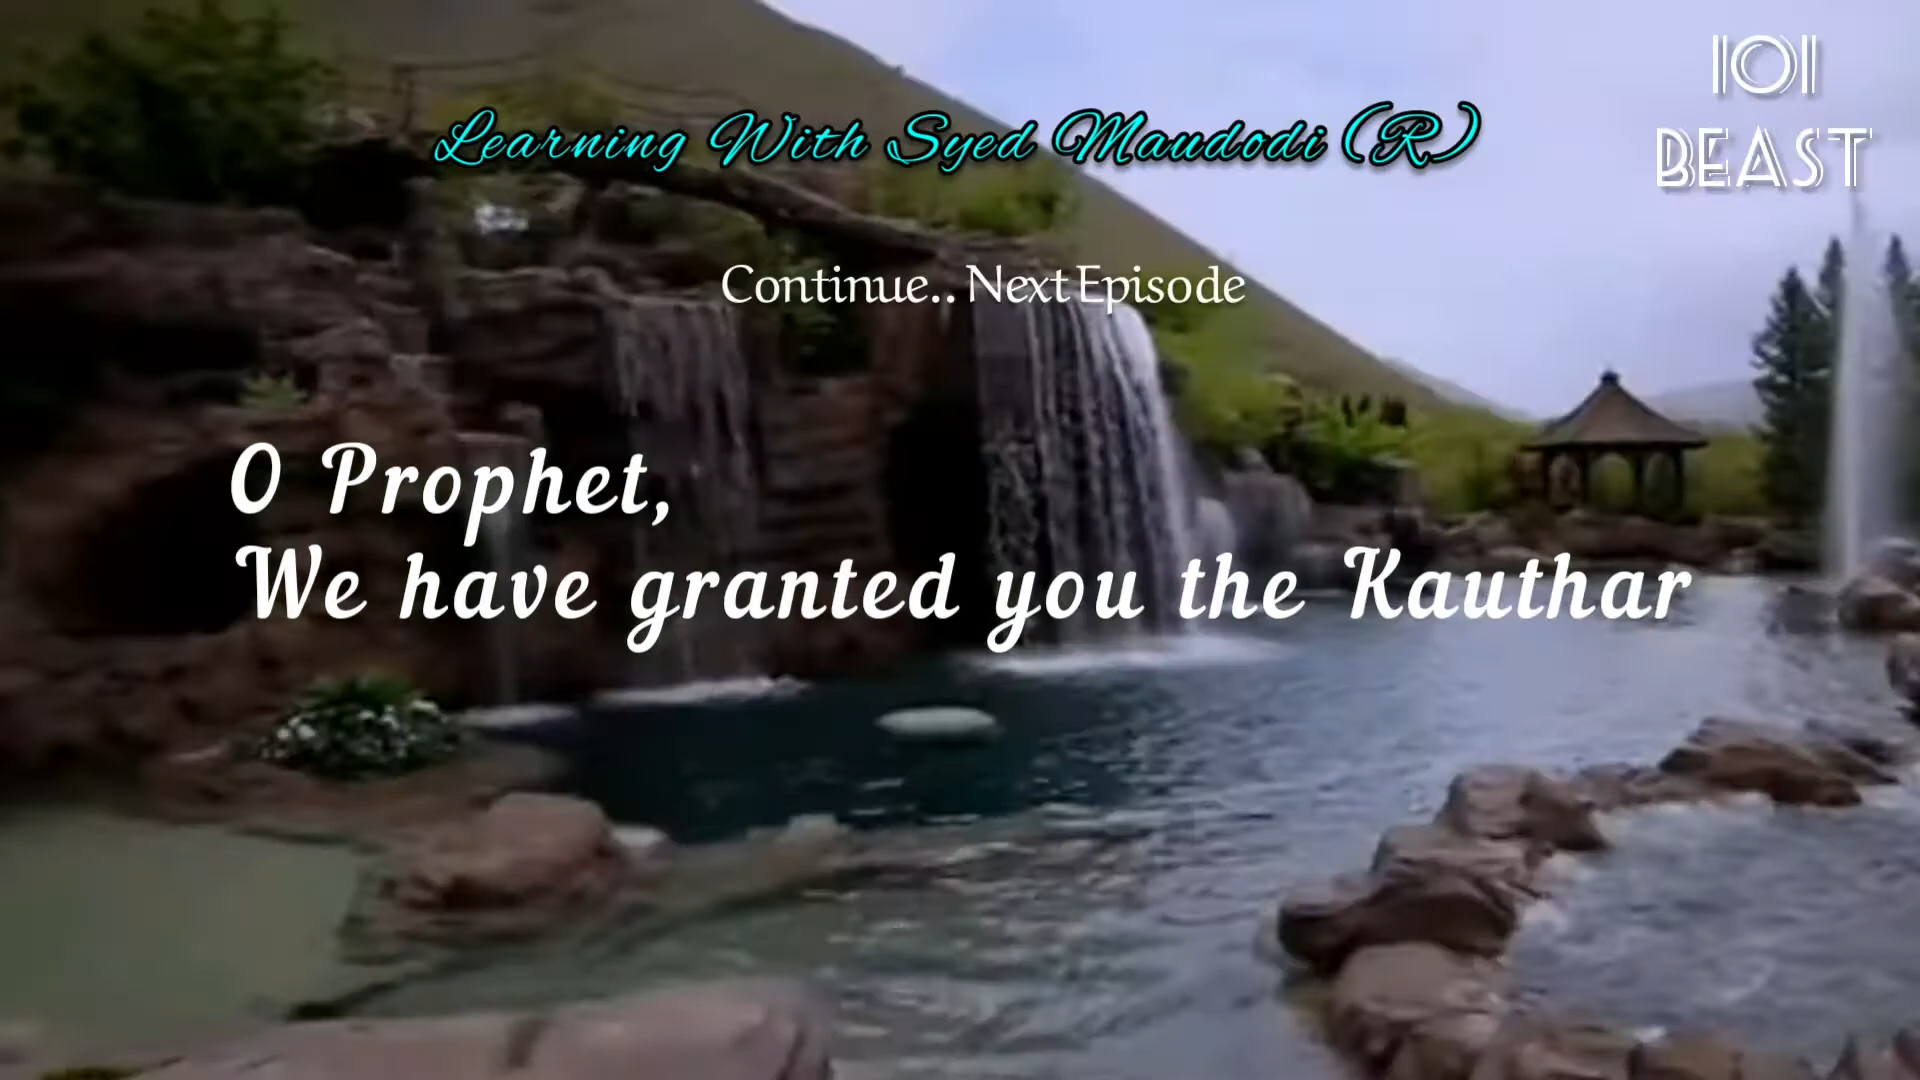 Learning With Syed Maudodi (R)
101
BEAST
Continue.. Next Episode
O Prophet,
We have granted you the Kauthar